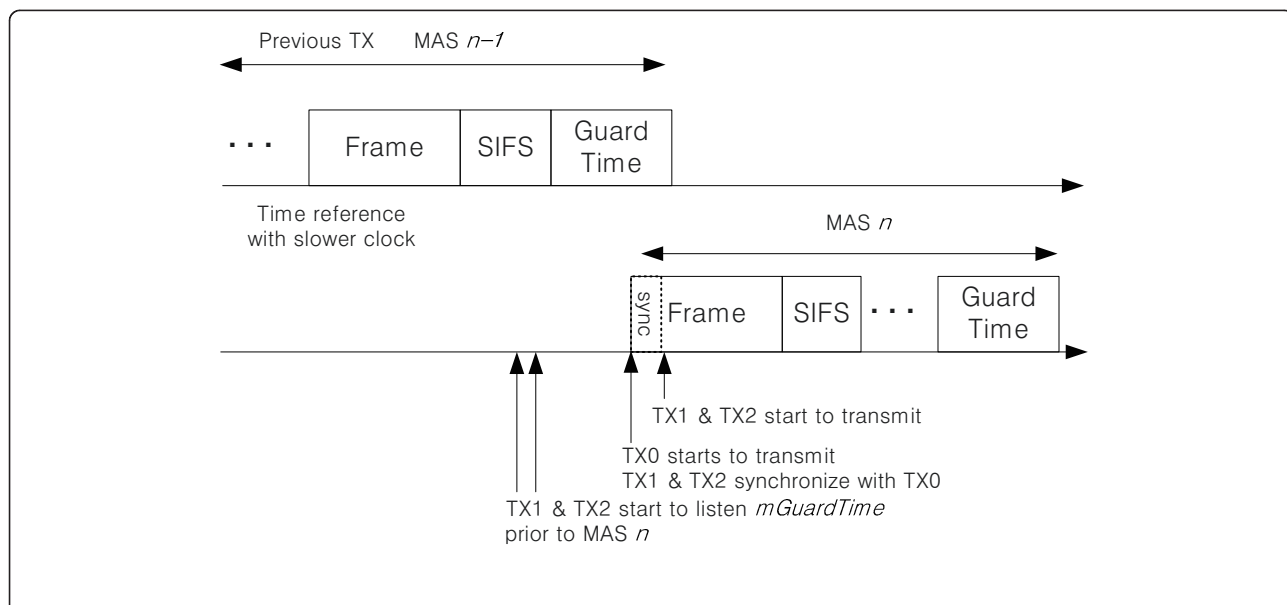 Previous TX MAS n−1
. . .
Frame
SIFS
Guard
Time
Time reference
with slower clock
MAS n
sync
Frame
SIFS
. . .
Guard
Time
TX1 & TX2 start to transmit
TX0 starts to transmit
TX1 & TX2 synchronize with TX0
TX1 & TX2 start to listen mGuardTime
prior to MAS n